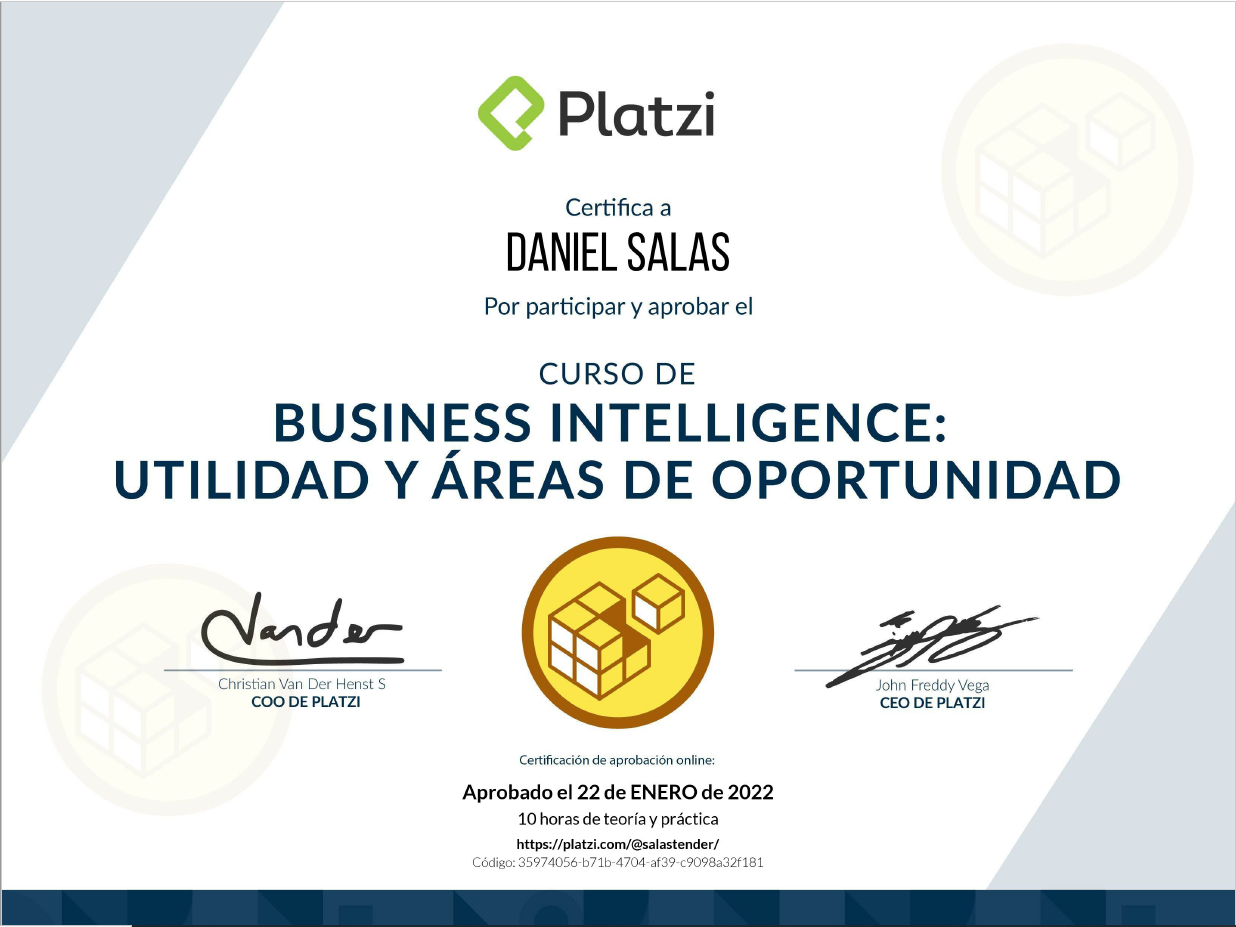 Platzi
Certifica a
DANIEL SALAS
Por participar y aprobar el
CURSO DE
BUSINESS INTELLIGENCE:
UTILIDAD Y ÁREAS DE OPORTUNIDAD
Vander
Christian Van Der Henst S
COO DE PLATZI
John Freddy Vega
CEO DE PLATZI
Certificación de aprobación online:
Aprobado el 22 de ENERO de 2022
10 horas de teoría y práctica
https://platzi.com/@salastender/
Código: 35974056-b71b-4704-af39-c9098a32f181